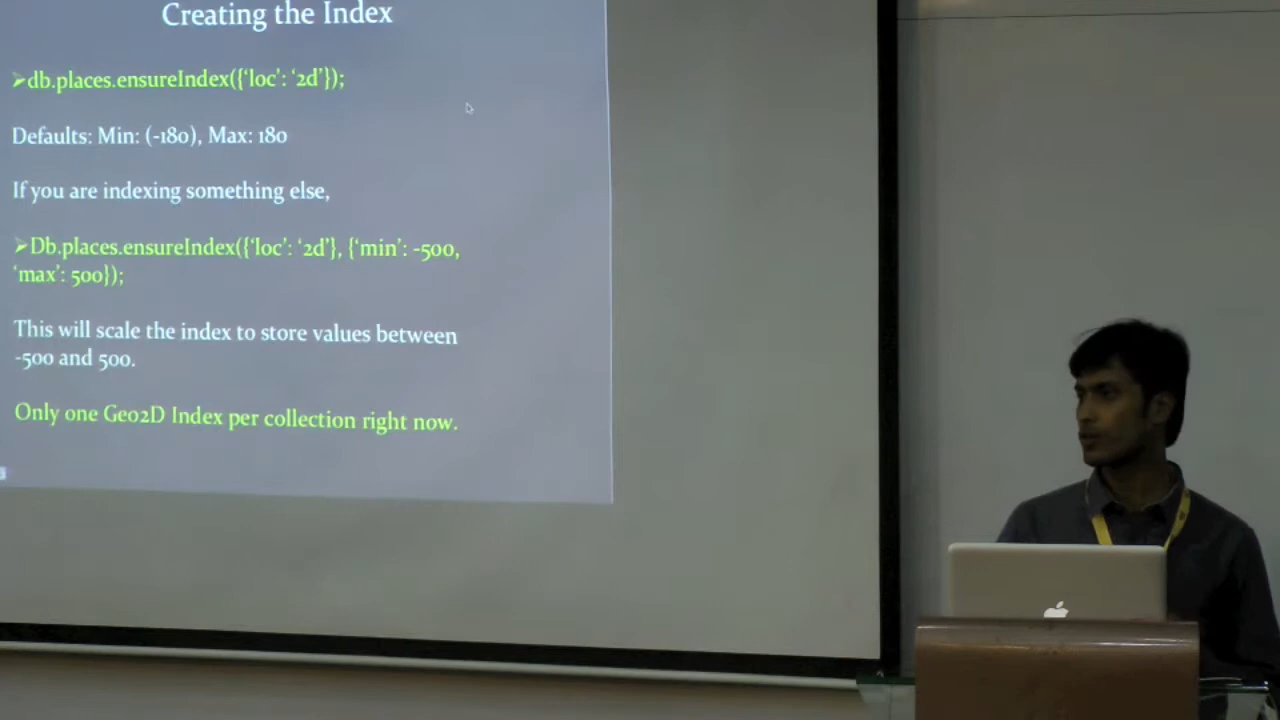 Creating the Index
➢db.places.ensureIndex({‘loc’: ‘2d’});
Defaults: Min: (-180), Max: 180
If you are indexing something else,
➢Db.places.ensureIndex({‘loc’: ‘2d’}, {‘min’: -500,
‘max’: 500});
This will scale the index to store values between
-500 and 500.
Only one Geo2D Index per collection right now.